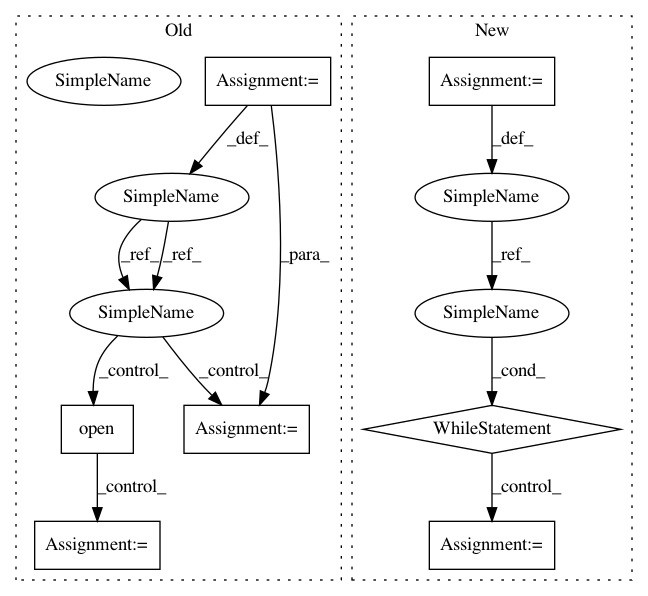 Old
New
SimpleName
Assignment:=
Assignment:=
_def_
_def_
SimpleName
SimpleName
_ref_
_ref_
_para_
_ref_
SimpleName
SimpleName
_control_
_control_
_cond_
open
Assignment:=
WhileStatement
_control_
_control_
Assignment:=
Assignment:=